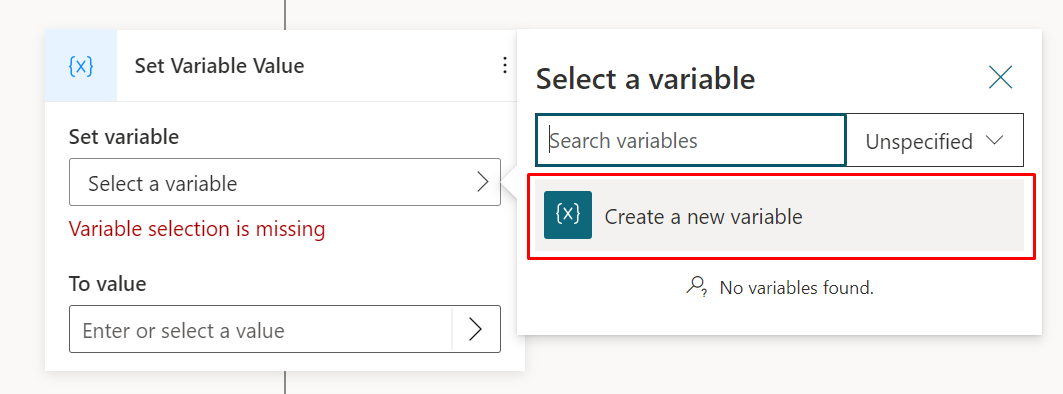 {x}
Set Variable Value
Set variable
Select a variable
Variable selection is missing
To value
Enter or select a value
Select a variable
Search variables
Unspecified
{x}
Create a new variable
No variables found.